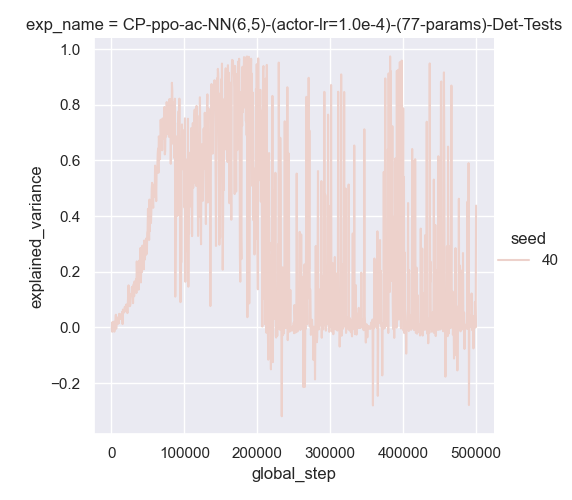 exp_name = CP-ppo-ac-NN(6,5)-(actor-lr=1.0e-4)-(77-params)-Det-Tests
1.0
0.8
0.6
0.4
0.2
0.0
−0.2
explained_variance
seed
40
0 100000 200000 300000 400000 500000
global_step